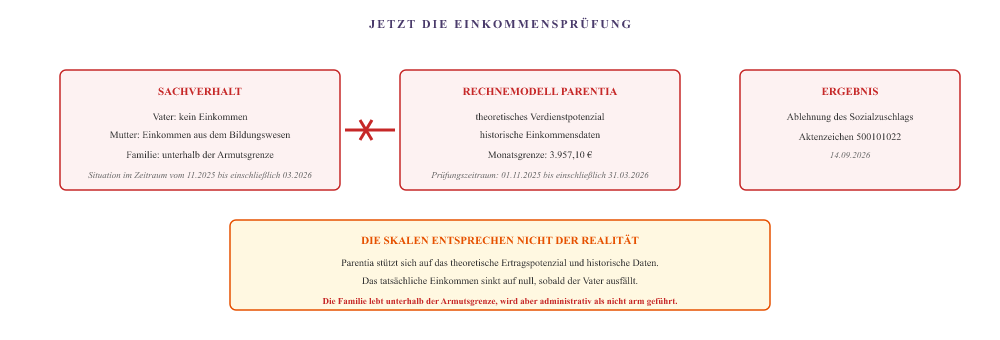 JETZT DIE EINKOMMENSPRÜFUNG
SACHVERHALT
Vater: kein Einkommen
Mutter: Einkommen aus dem Bildungswesen
Familie: unterhalb der Armutsgrenze
Situation im Zeitraum vom 11.2025 bis einschließlich 03.2026
RECHNEMODELL PARENTIA
theoretisches Verdienstpotenzial
historische Einkommensdaten
Monatsgrenze: 3.957,10 €
Prüfungszeitraum: 01.11.2025 bis einschließlich 31.03.2026
ERGEBNIS
Ablehnung des Sozialzuschlags
Aktenzeichen 500101022
14.09.2026
DIE SKALEN ENTSPRECHEN NICHT DER REALITÄT
Parentia stützt sich auf das theoretische Ertragspotenzial und historische Daten.
Das tatsächliche Einkommen sinkt auf null, sobald der Vater ausfällt.
Die Familie lebt unterhalb der Armutsgrenze, wird aber administrativ als nicht arm geführt.